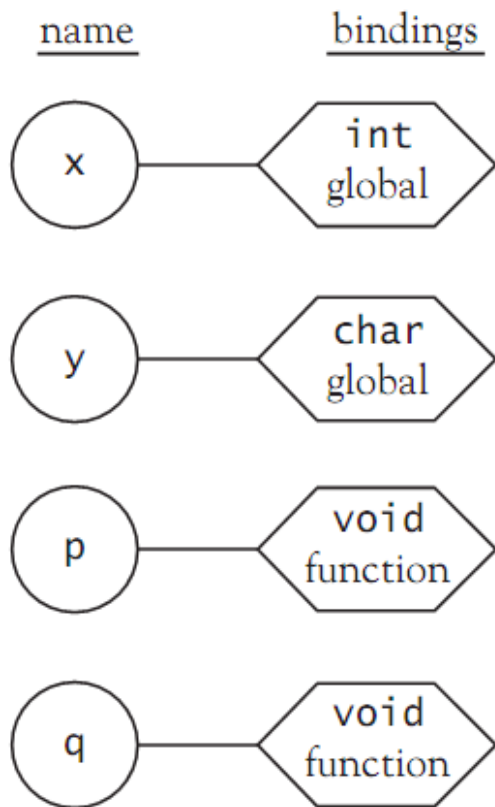 name bindings
x int
global
y char
global
p void
function
q void
function